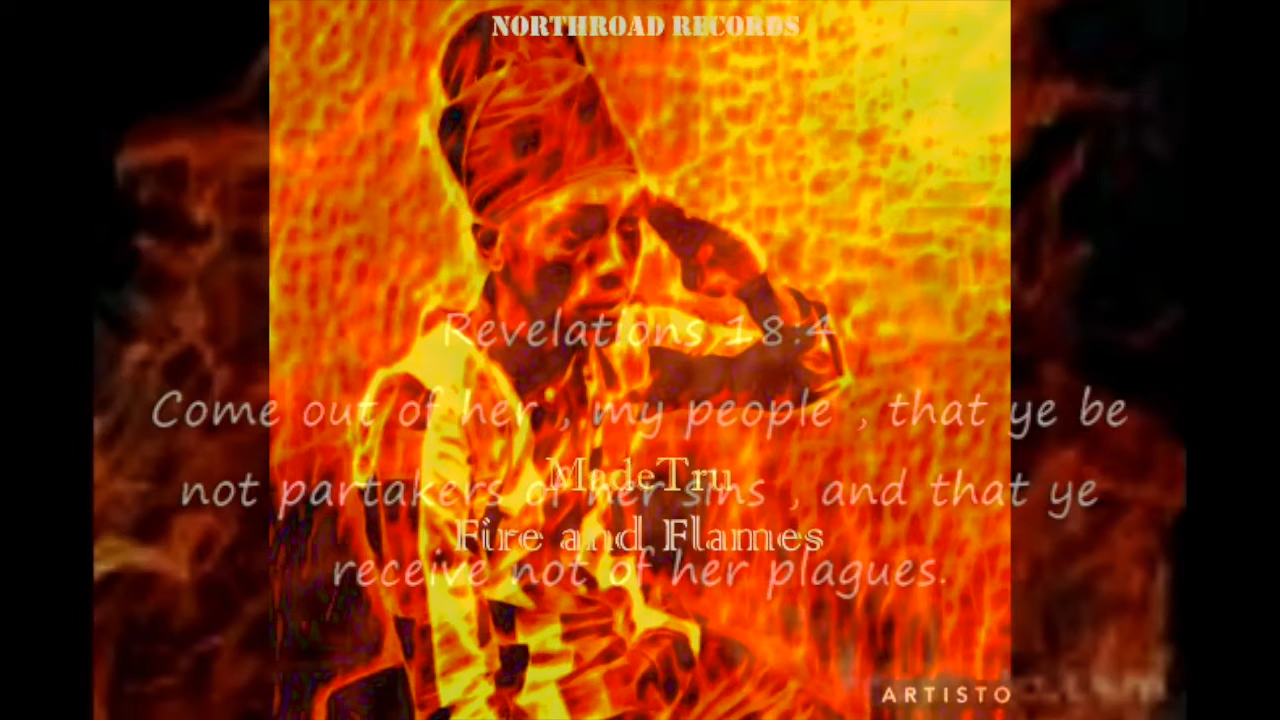 NORTHROAD RECORDS
Revelations 18:4
Come out of her , my people , that ye be
MadeTru
not partakers of her sins , and that ye
Fire and Flames
receive not of her plagues.
ARTISTO